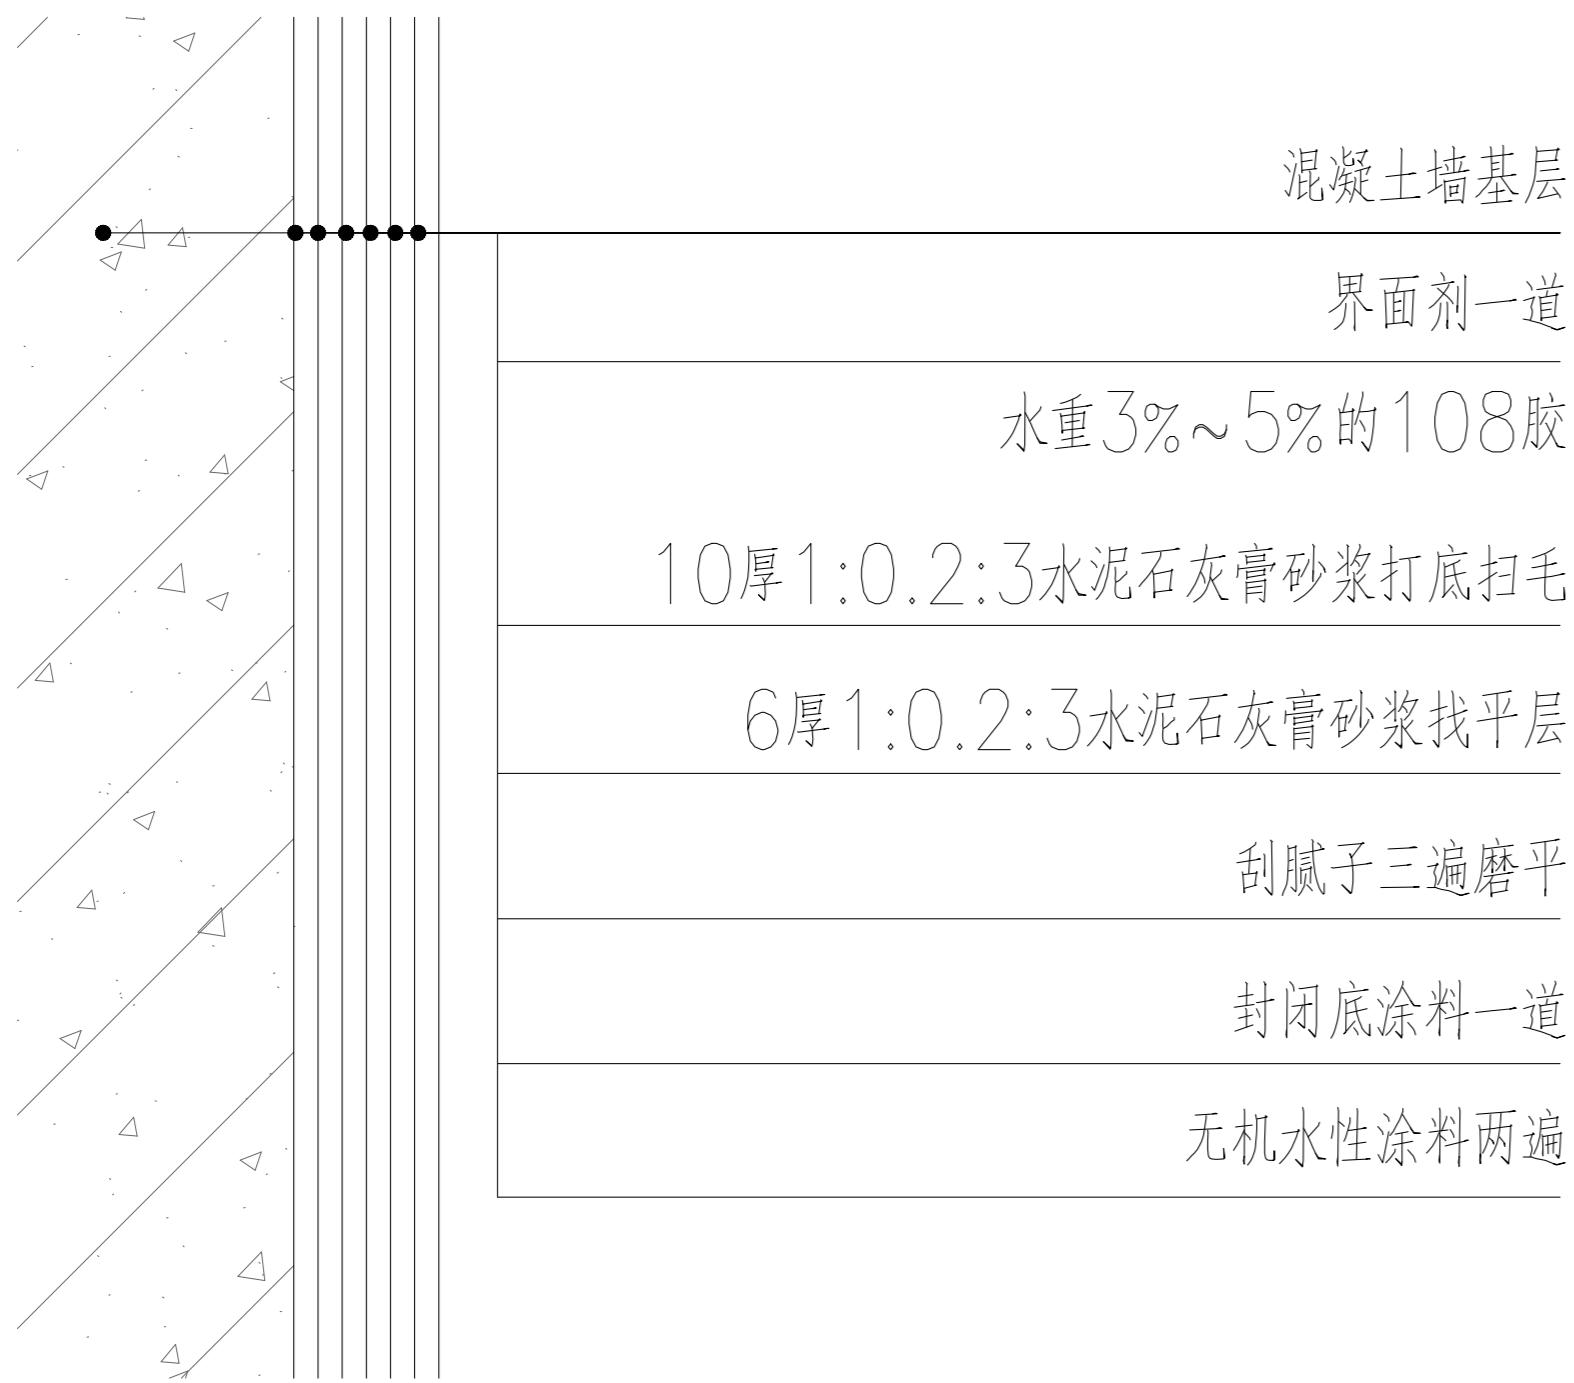 混凝土墙基层
界面剂一道
水重3%~5%的108胶
10厚1:0.2:3水泥石灰膏砂浆打底扫毛
6厚1:0.2:3水泥石灰膏砂浆找平层
刮腻子三遍磨平
封闭底涂料一道
无机水性涂料两遍